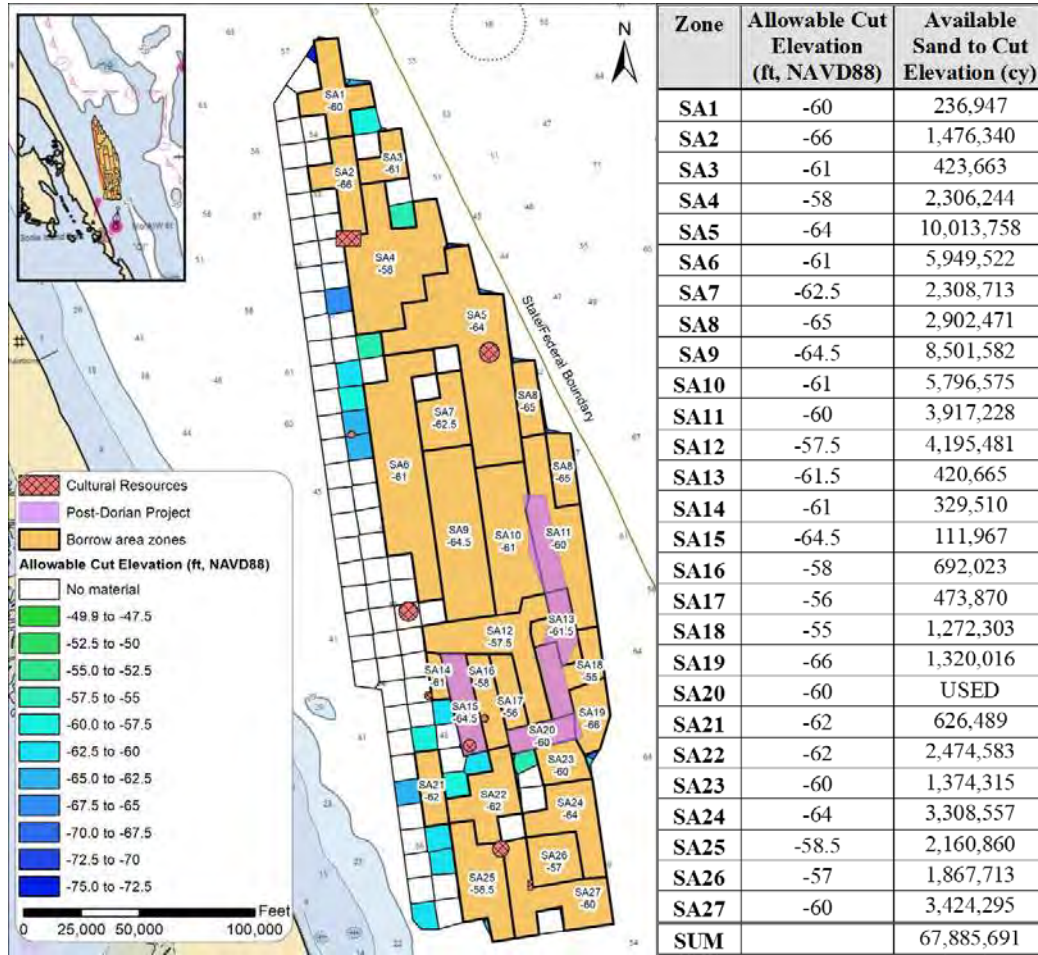 N
State/Federal Boundary
SA1
-60
SA2
-66
SA3
-61
SA4
-58
SA5
-64
SA7
-62.5
SA8
-65
SA6
-61
SA8
-65
SA9
-64.5
SA10
-61
SA11
-60
SA12
-57.5
SA13
-61.5
SA14
-61
SA16
-58
SA18
-55
SA15
-64.5
SA17
-56
SA19
-66
SA20
-60
SA21
-62
SA22
-62
SA23
-60
SA24
-64
SA25
-58.5
SA26
-57
SA27
-60
Cultural Resources
Post-Dorian Project
Borrow area zones
Allowable Cut Elevation (ft, NAVD88)
No material
-49.9 to -47.5
-52.5 to -50
-55.0 to -52.5
-57.5 to -55
-60.0 to -57.5
-62.5 to -60
-65.0 to -62.5
-67.5 to -65
-70.0 to -67.5
-72.5 to -70
-75.0 to -72.5
Feet
0 25,000 50,000 100,000
Zone Allowable Cut Elevation (ft, NAVD88) Available Sand to Cut Elevation (cy)
SA1 -60 236,947
SA2 -66 1,476,340
SA3 -61 423,663
SA4 -58 2,306,244
SA5 -64 10,013,758
SA6 -61 5,949,522
SA7 -62.5 2,308,713
SA8 -65 2,902,471
SA9 -64.5 8,501,582
SA10 -61 5,796,575
SA11 -60 3,917,228
SA12 -57.5 4,195,481
SA13 -61.5 420,665
SA14 -61 329,510
SA15 -64.5 111,967
SA16 -58 692,023
SA17 -56 473,870
SA18 -55 1,272,303
SA19 -66 1,320,016
SA20 -60 USED
SA21 -62 626,489
SA22 -62 2,474,583
SA23 -60 1,374,315
SA24 -64 3,308,557
SA25 -58.5 2,160,860
SA26 -57 1,867,713
SA27 -60 3,424,295
SUM 67,885,691